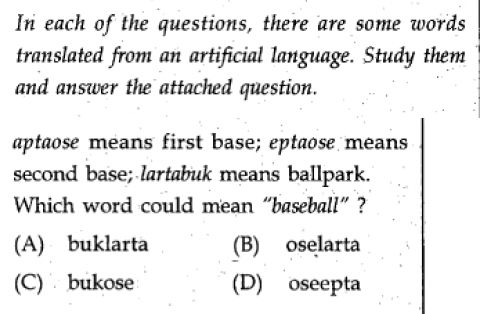 In each of the questions, there are some words
translated from an artificial language. Study them
and answer the attached question.
aptaose means first base; eptaose means
second base; lartabuk means ballpark.
Which word could mean "baseball" ?
(A) buklarta (B) oselarta
(C) bukose (D) oseepta